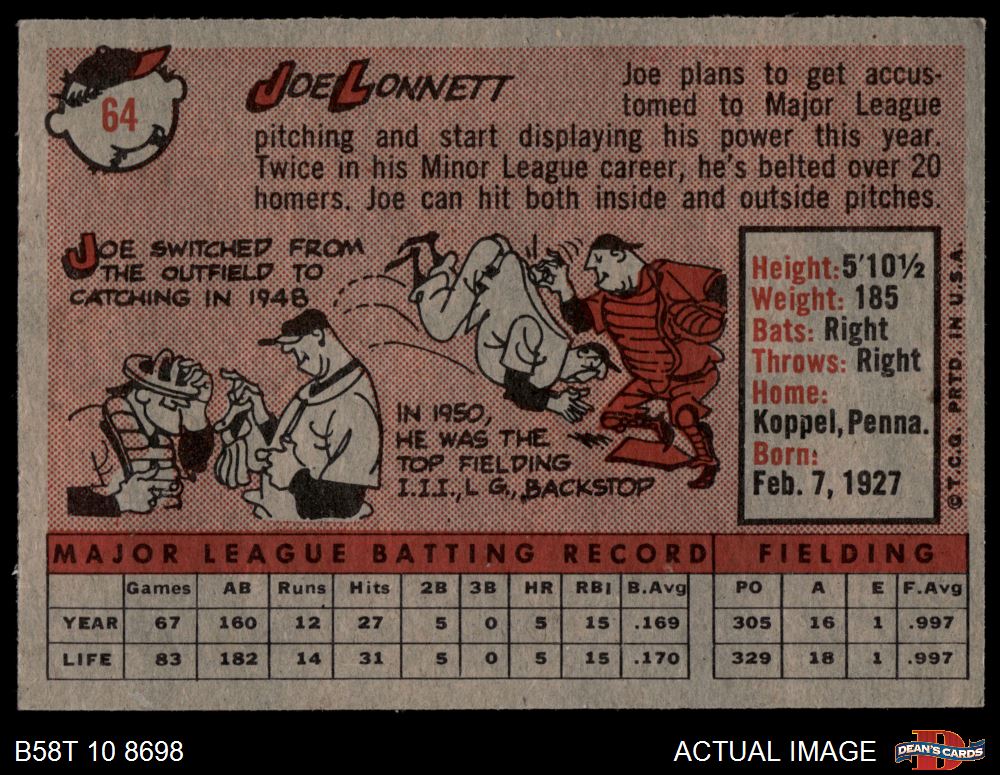 64
JOE LONNETT
Joe plans to get accus-
tomed to Major League
pitching and start displaying his power this year.
Twice in his Minor League career, he's belted over 20
homers. Joe can hit both inside and outside pitches.
JOE SWITCHED FROM
THE OUTFIELD TO
CATCHING IN 1948
IN 1950,
HE WAS THE
TOP FIELDING
I.I.I., L G., BACKSTOP
Height: 5'10½
Weight: 185
Bats: Right
Throws: Right
Home:
Koppel, Penna.
Born:
Feb. 7, 1927
© T.C.G. PRTD. IN U.S.A.
MAJOR LEAGUE BATTING RECORD FIELDING
Games AB Runs Hits 2B 3B HR RBI B.Avg PO A E F.Avg
YEAR 67 160 12 27 5 0 5 15 .169 305 16 1 .997
LIFE 83 182 14 31 5 0 5 15 .170 329 18 1 .997
B58T 10 8698 ACTUAL IMAGE DEAN'S CARDS